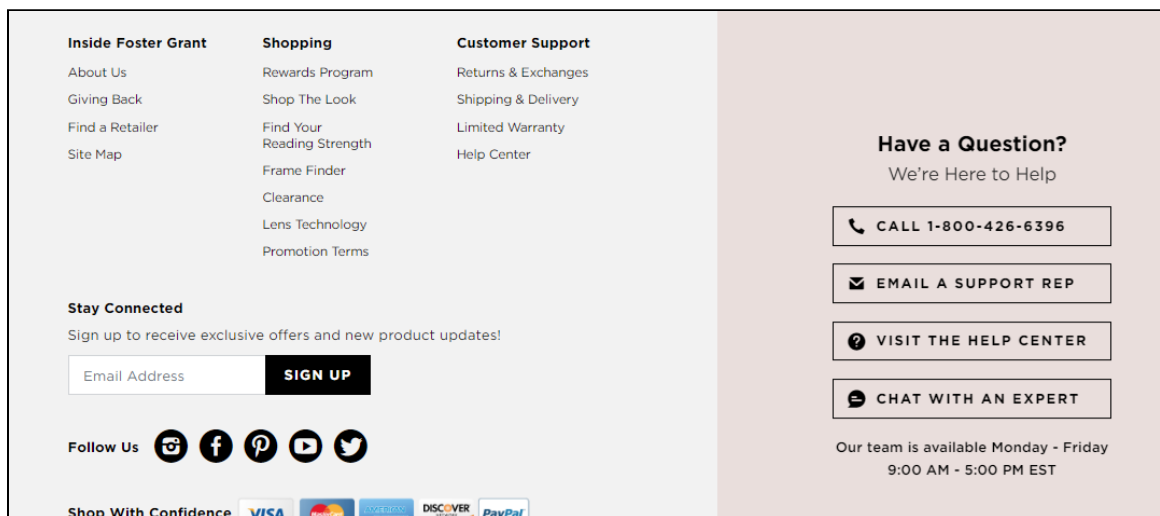 Inside Foster Grant
About Us
Giving Back
Find a Retailer
Site Map
Shopping
Rewards Program
Shop The Look
Find Your
Reading Strength
Frame Finder
Clearance
Lens Technology
Promotion Terms
Customer Support
Returns & Exchanges
Shipping & Delivery
Limited Warranty
Help Center
Stay Connected
Sign up to receive exclusive offers and new product updates!
Email Address
SIGN UP
Follow Us
Shop With Confidence VISA MasterCard AMERICAN DISCOVER PayPal
Have a Question?
We're Here to Help
CALL 1-800-426-6396
EMAIL A SUPPORT REP
VISIT THE HELP CENTER
CHAT WITH AN EXPERT
Our team is available Monday - Friday
9:00 AM - 5:00 PM EST